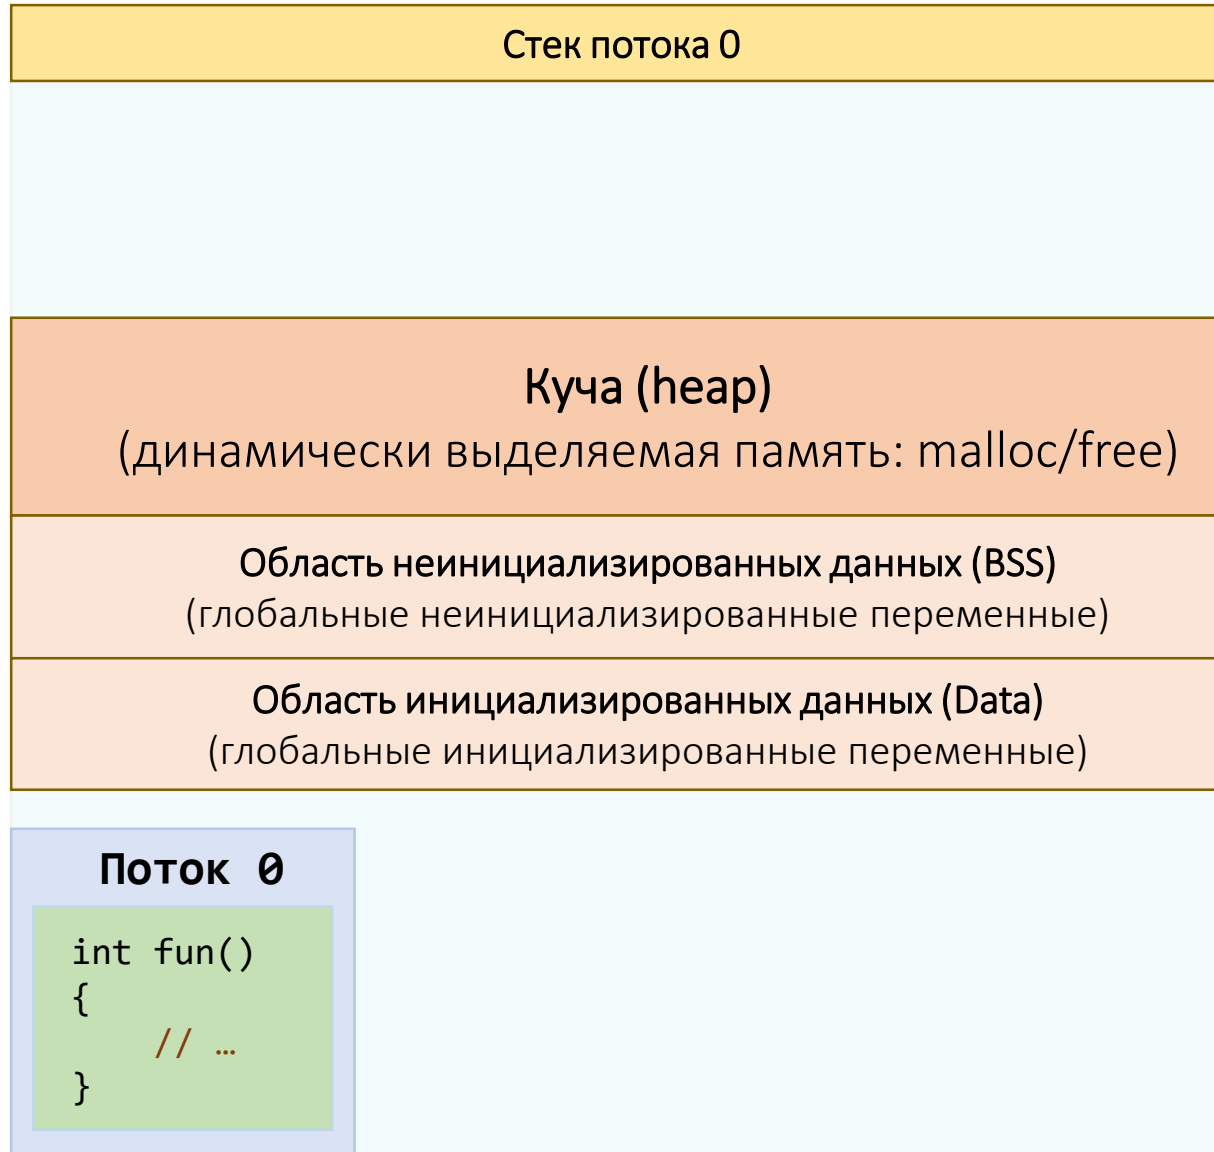 Стек потока 0
Куча (heap)
(динамически выделяемая память: malloc/free)
Область неинициализированных данных (BSS)
(глобальные неинициализированные переменные)
Область инициализированных данных (Data)
(глобальные инициализированные переменные)
Поток 0
int fun()
{
// …
}